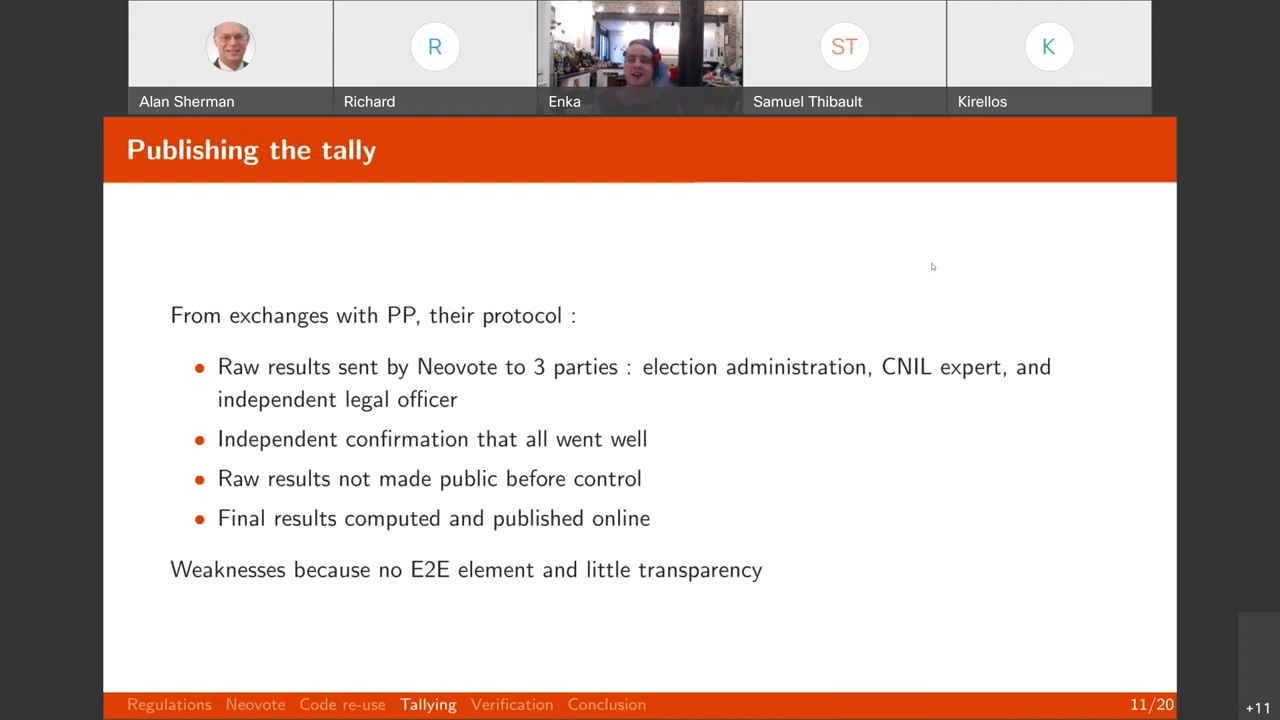 R
ST
K
Alan Sherman
Richard
Enka
Samuel Thibault
Kirellos
Publishing the tally
From exchanges with PP, their protocol :
• Raw results sent by Neovote to 3 parties : election administration, CNIL expert, and
independent legal officer
• Independent confirmation that all went well
• Raw results not made public before control
• Final results computed and published online
Weaknesses because no E2E element and little transparency
Regulations Neovote Code re-use Tallying Verification Conclusion 11/20
+11